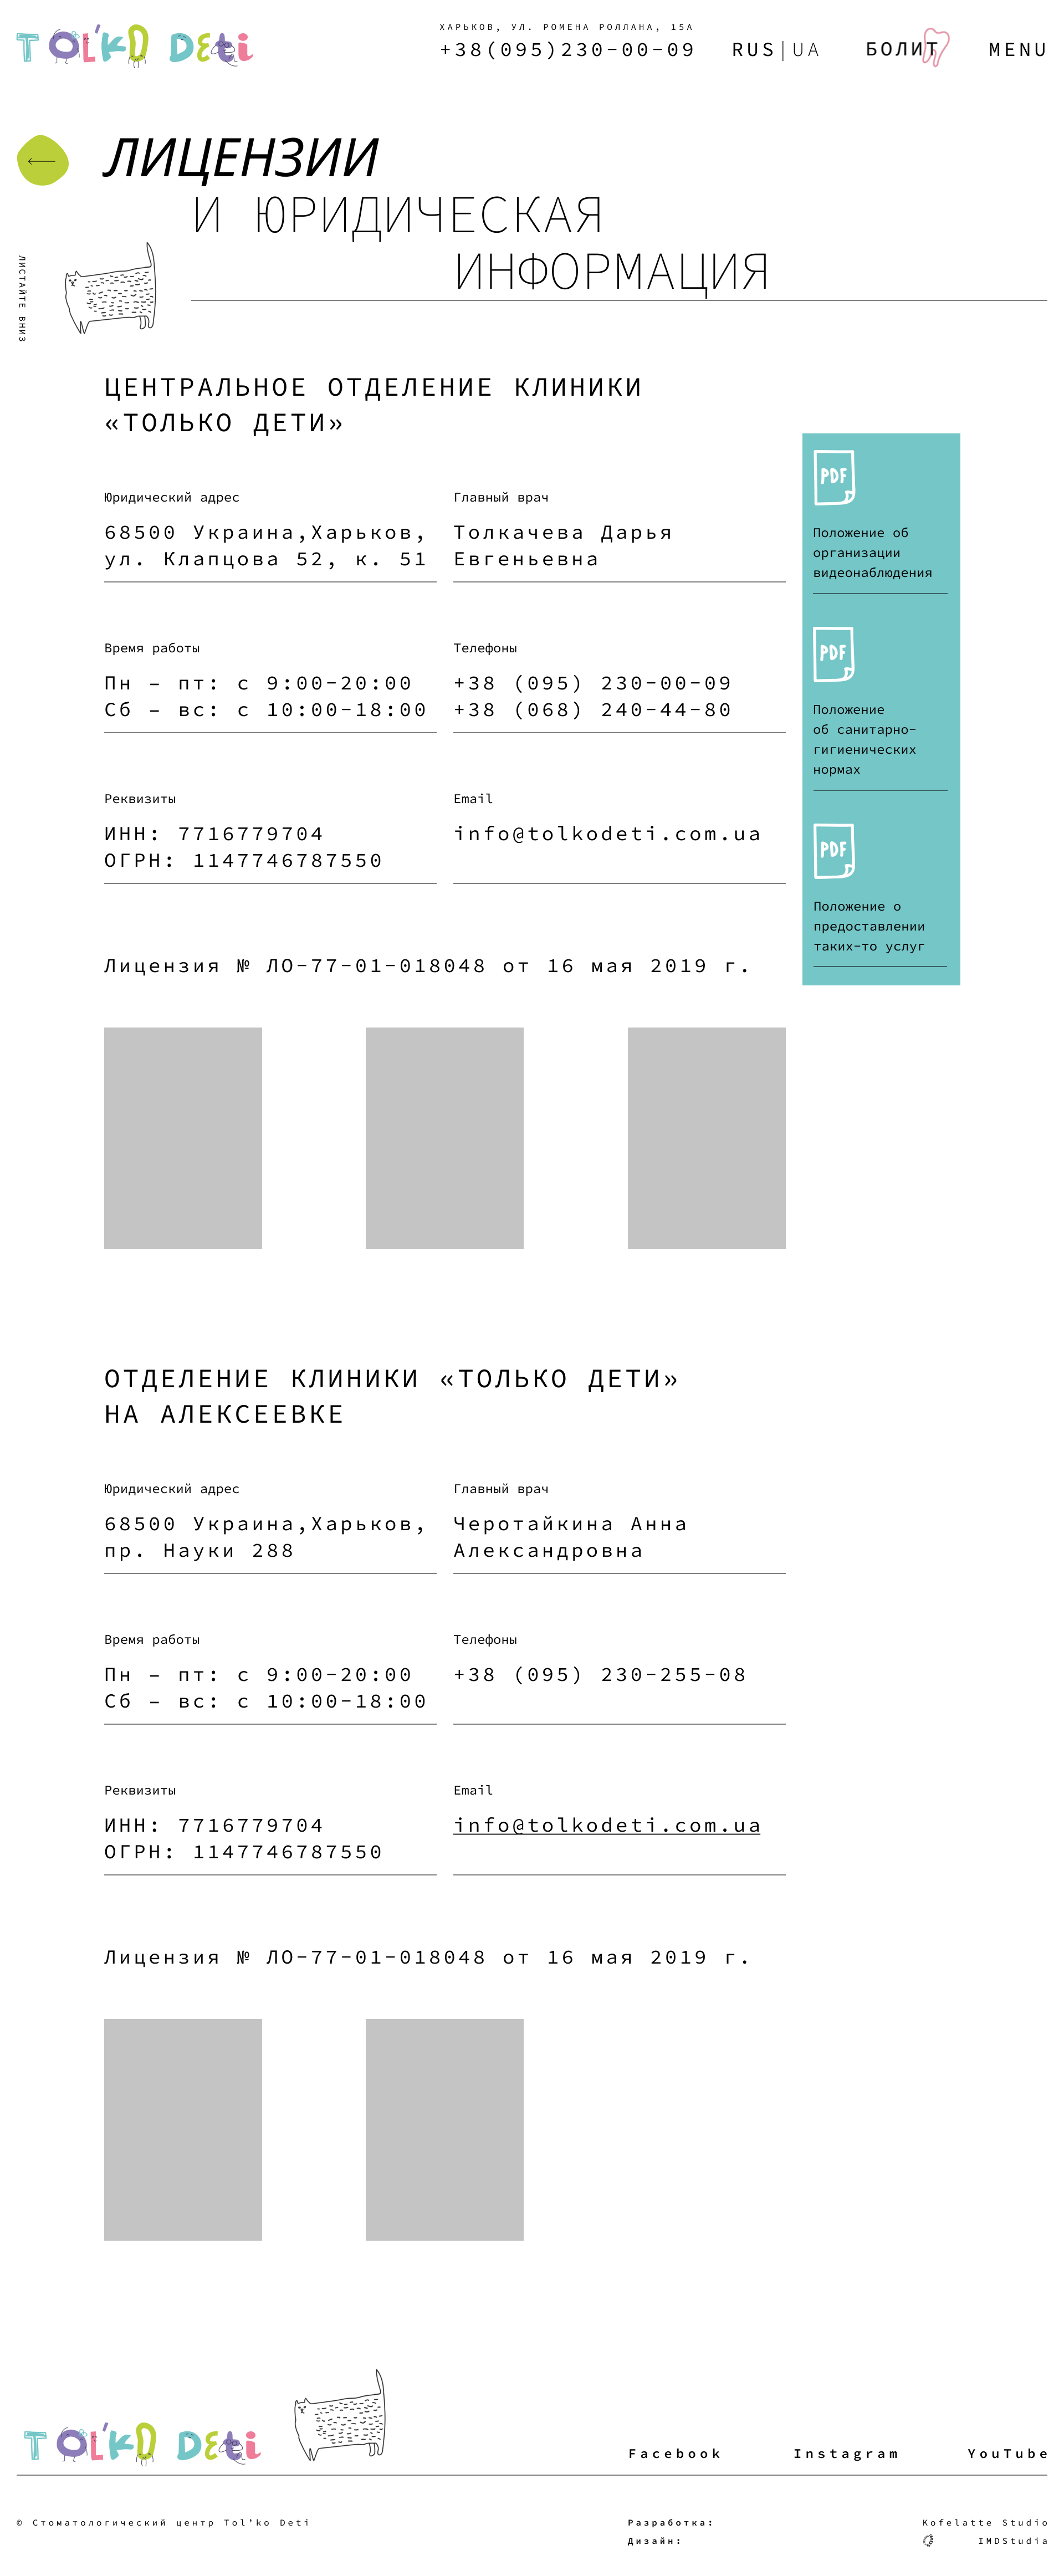 TOL'KO DETI
ХАРЬКОВ, УЛ. РОМЕНА РОЛЛАНА, 15А
+38(095)230-00-09
RUS|UA
БОЛИТ
MENU
ЛИЦЕНЗИИ
И ЮРИДИЧЕСКАЯ
ИНФОРМАЦИЯ
ЛИСТАЙТЕ ВНИЗ
ЦЕНТРАЛЬНОЕ ОТДЕЛЕНИЕ КЛИНИКИ
«ТОЛЬКО ДЕТИ»
Юридический адрес
68500 Украина,Харьков,
ул. Клапцова 52, к. 51
Главный врач
Толкачева Дарья
Евгеньевна
Время работы
Пн – пт: с 9:00-20:00
Сб – вс: с 10:00-18:00
Телефоны
+38 (095) 230-00-09
+38 (068) 240-44-80
Реквизиты
ИНН: 7716779704
ОГРН: 1147746787550
Email
info@tolkodeti.com.ua
PDF
Положение об
организации
видеонаблюдения
PDF
Положение
об санитарно-
гигиенических
нормах
PDF
Положение о
предоставлении
таких-то услуг
Лицензия № ЛО-77-01-018048 от 16 мая 2019 г.
ОТДЕЛЕНИЕ КЛИНИКИ «ТОЛЬКО ДЕТИ»
НА АЛЕКСЕЕВКЕ
Юридический адрес
68500 Украина,Харьков,
пр. Науки 288
Главный врач
Черотайкина Анна
Александровна
Время работы
Пн – пт: с 9:00-20:00
Сб – вс: с 10:00-18:00
Телефоны
+38 (095) 230-255-08
Реквизиты
ИНН: 7716779704
ОГРН: 1147746787550
Email
info@tolkodeti.com.ua
Лицензия № ЛО-77-01-018048 от 16 мая 2019 г.
TOL'KO DETI
Facebook
Instagram
YouTube
© Стоматологический центр Tol’ko Deti
Разработка:
Kofelatte Studio
Дизайн:
IMDStudia